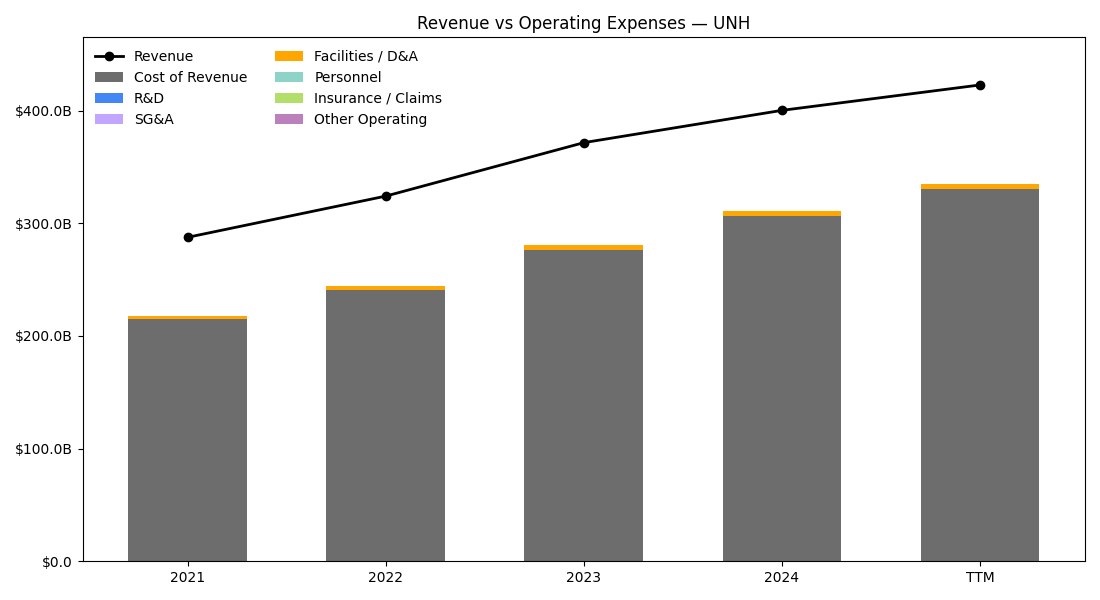 Revenue vs Operating Expenses — UNH
Revenue
Cost of Revenue
R&D
SG&A
Facilities / D&A
Personnel
Insurance / Claims
Other Operating
$400.0B
$300.0B
$200.0B
$100.0B
$0.0
2021
2022
2023
2024
TTM